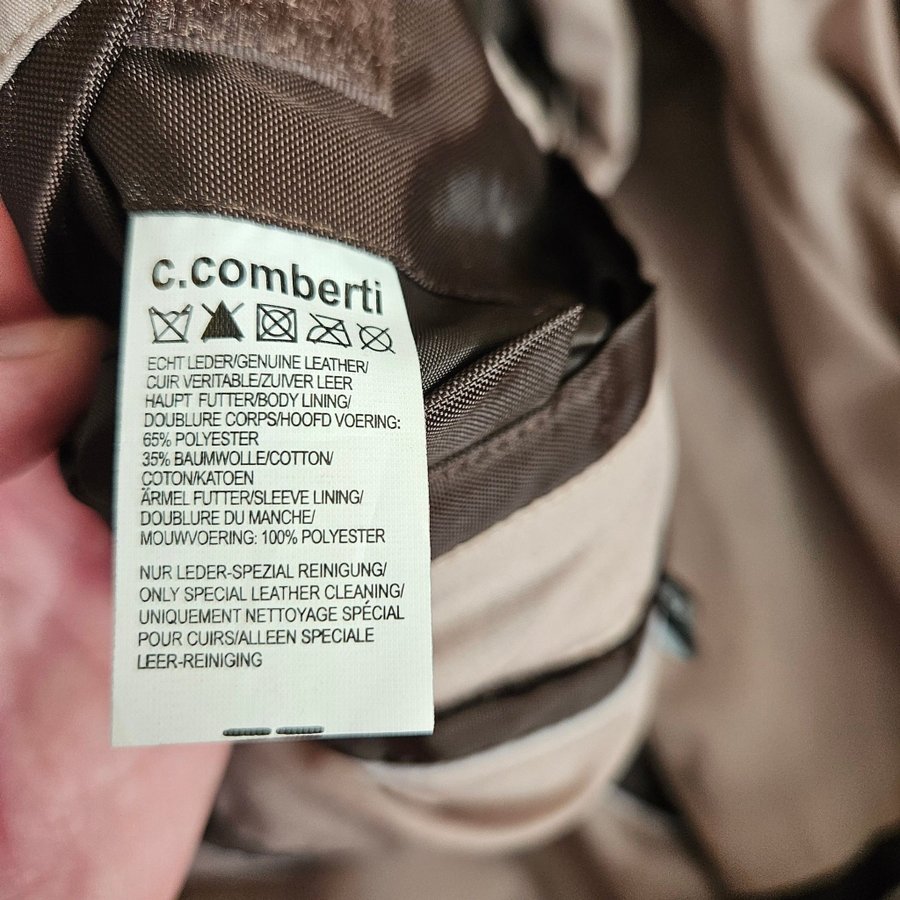 c.comberti
ECHT LEDER/GENUINE LEATHER/
CUIR VERITABLE/ZUIVER LEER
HAUPT FUTTER/BODY LINING/
DOUBLURE CORPS/HOOFD VOERING:
65% POLYESTER
35% BAUMWOLLE/COTTON/
COTON/KATOEN
ÄRMEL FUTTER/SLEEVE LINING/
DOUBLURE DU MANCHE/
MOUWVOERING: 100% POLYESTER
NUR LEDER-SPEZIAL REINIGUNG/
ONLY SPECIAL LEATHER CLEANING/
UNIQUEMENT NETTOYAGE SPÉCIAL
POUR CUIRS/ALLEEN SPECIALE
LEER-REINIGING